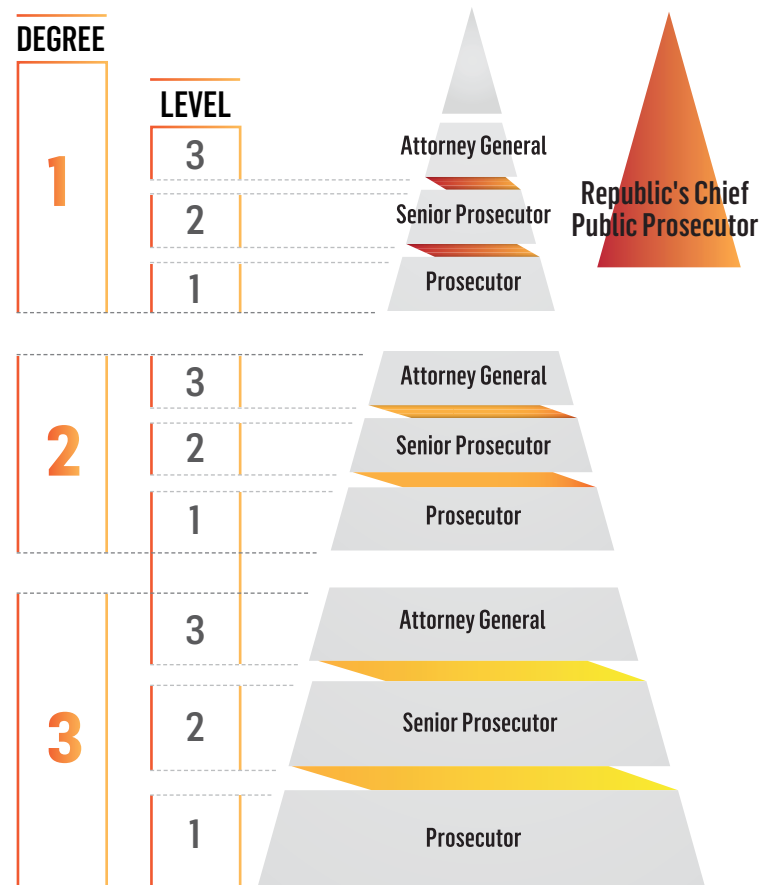 DEGREE
LEVEL
1
3
Attorney General
2
Senior Prosecutor
1
Prosecutor
Republic's Chief
Public Prosecutor
2
3
Attorney General
2
Senior Prosecutor
1
Prosecutor
3
3
Attorney General
2
Senior Prosecutor
1
Prosecutor